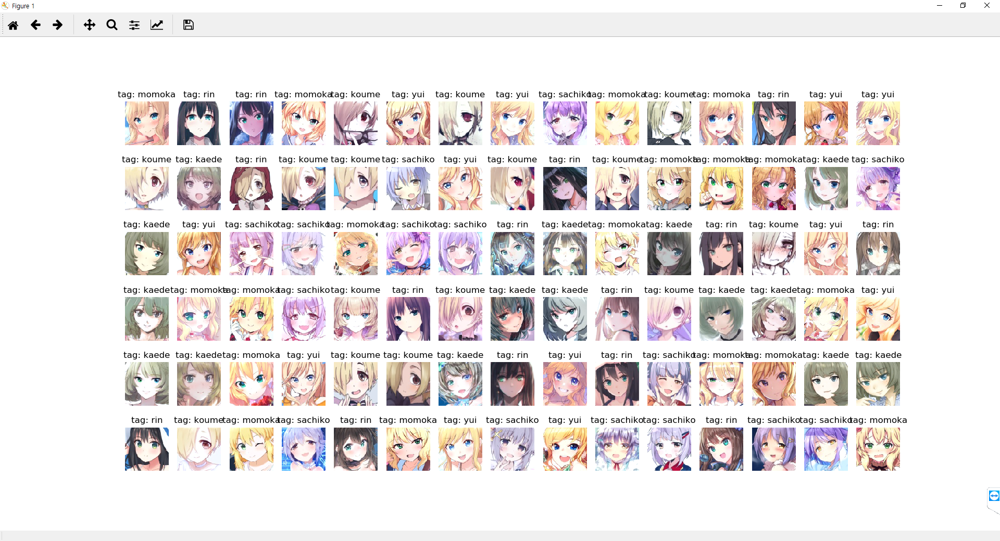 Figure 1
tag: momoka tag: rin tag: rin tag: momoka tag: koume tag: yui tag: koume tag: yui tag: sachiko tag: momoka tag: koume tag: momoka tag: rin tag: yui tag: yui
tag: koume tag: kaede tag: rin tag: koume tag: koume tag: sachiko tag: yui tag: koume tag: rin tag: koume tag: momoka tag: momoka tag: momoka tag: kaede tag: sachiko
tag: kaede tag: yui tag: sachiko tag: sachiko tag: momoka tag: sachiko tag: sachiko tag: rin tag: kaede tag: momoka tag: kaede tag: rin tag: koume tag: yui tag: rin
tag: kaede tag: momoka tag: momoka tag: sachiko tag: koume tag: rin tag: koume tag: kaede tag: kaede tag: rin tag: koume tag: kaede tag: kaede tag: momoka tag: yui
tag: kaede tag: kaede tag: momoka tag: yui tag: koume tag: koume tag: kaede tag: rin tag: yui tag: rin tag: sachiko tag: momoka tag: momoka tag: kaede tag: kaede
tag: rin tag: koume tag: momoka tag: sachiko tag: rin tag: momoka tag: yui tag: sachiko tag: yui tag: sachiko tag: sachiko tag: rin tag: sachiko tag: sachiko tag: momoka